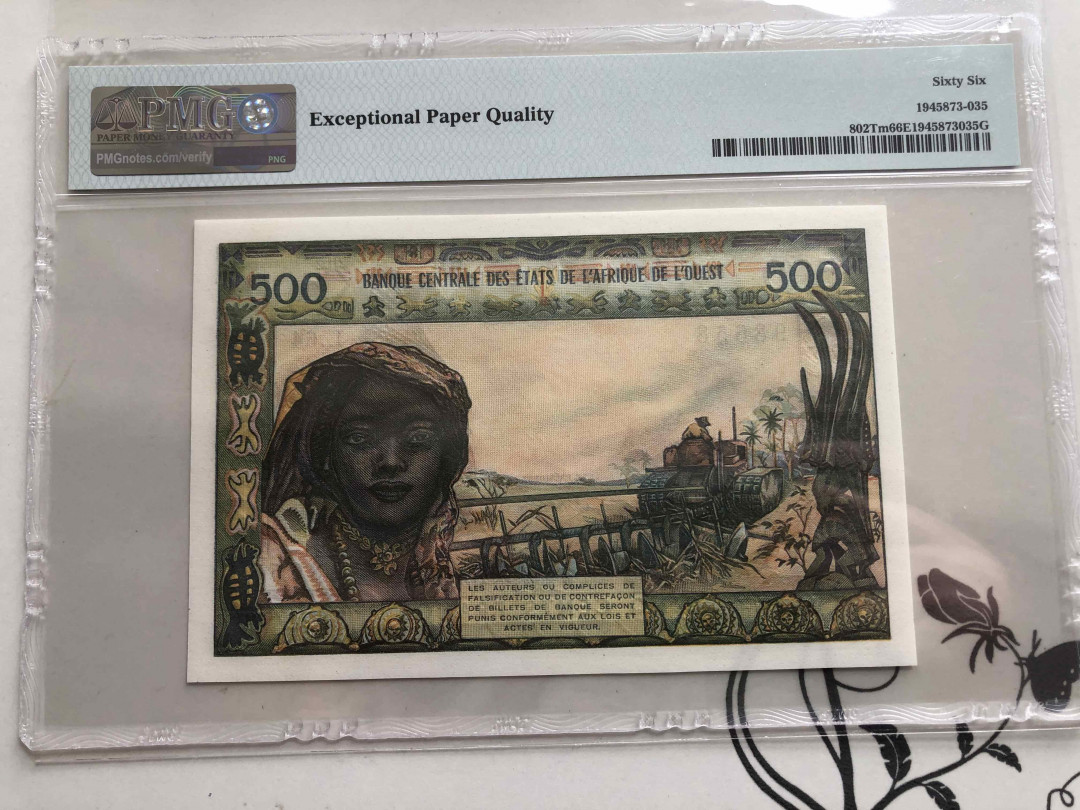 PMG
PAPER MONEY GUARANTY
PMGnotes.com/verify
PNG
Exceptional Paper Quality
Sixty Six
1945873-035
802Tm66E1945873035G
500
BANQUE CENTRALE DES ÉTATS DE L'AFRIQUE DE L'OUEST
500
LES AUTEURS OU COMPLICES DE
FALSIFICATION OU DE CONTREFAÇON
DE BILLETS DE BANQUE SERONT
PUNIS CONFORMÉMENT AUX LOIS ET
ACTES EN VIGUEUR.